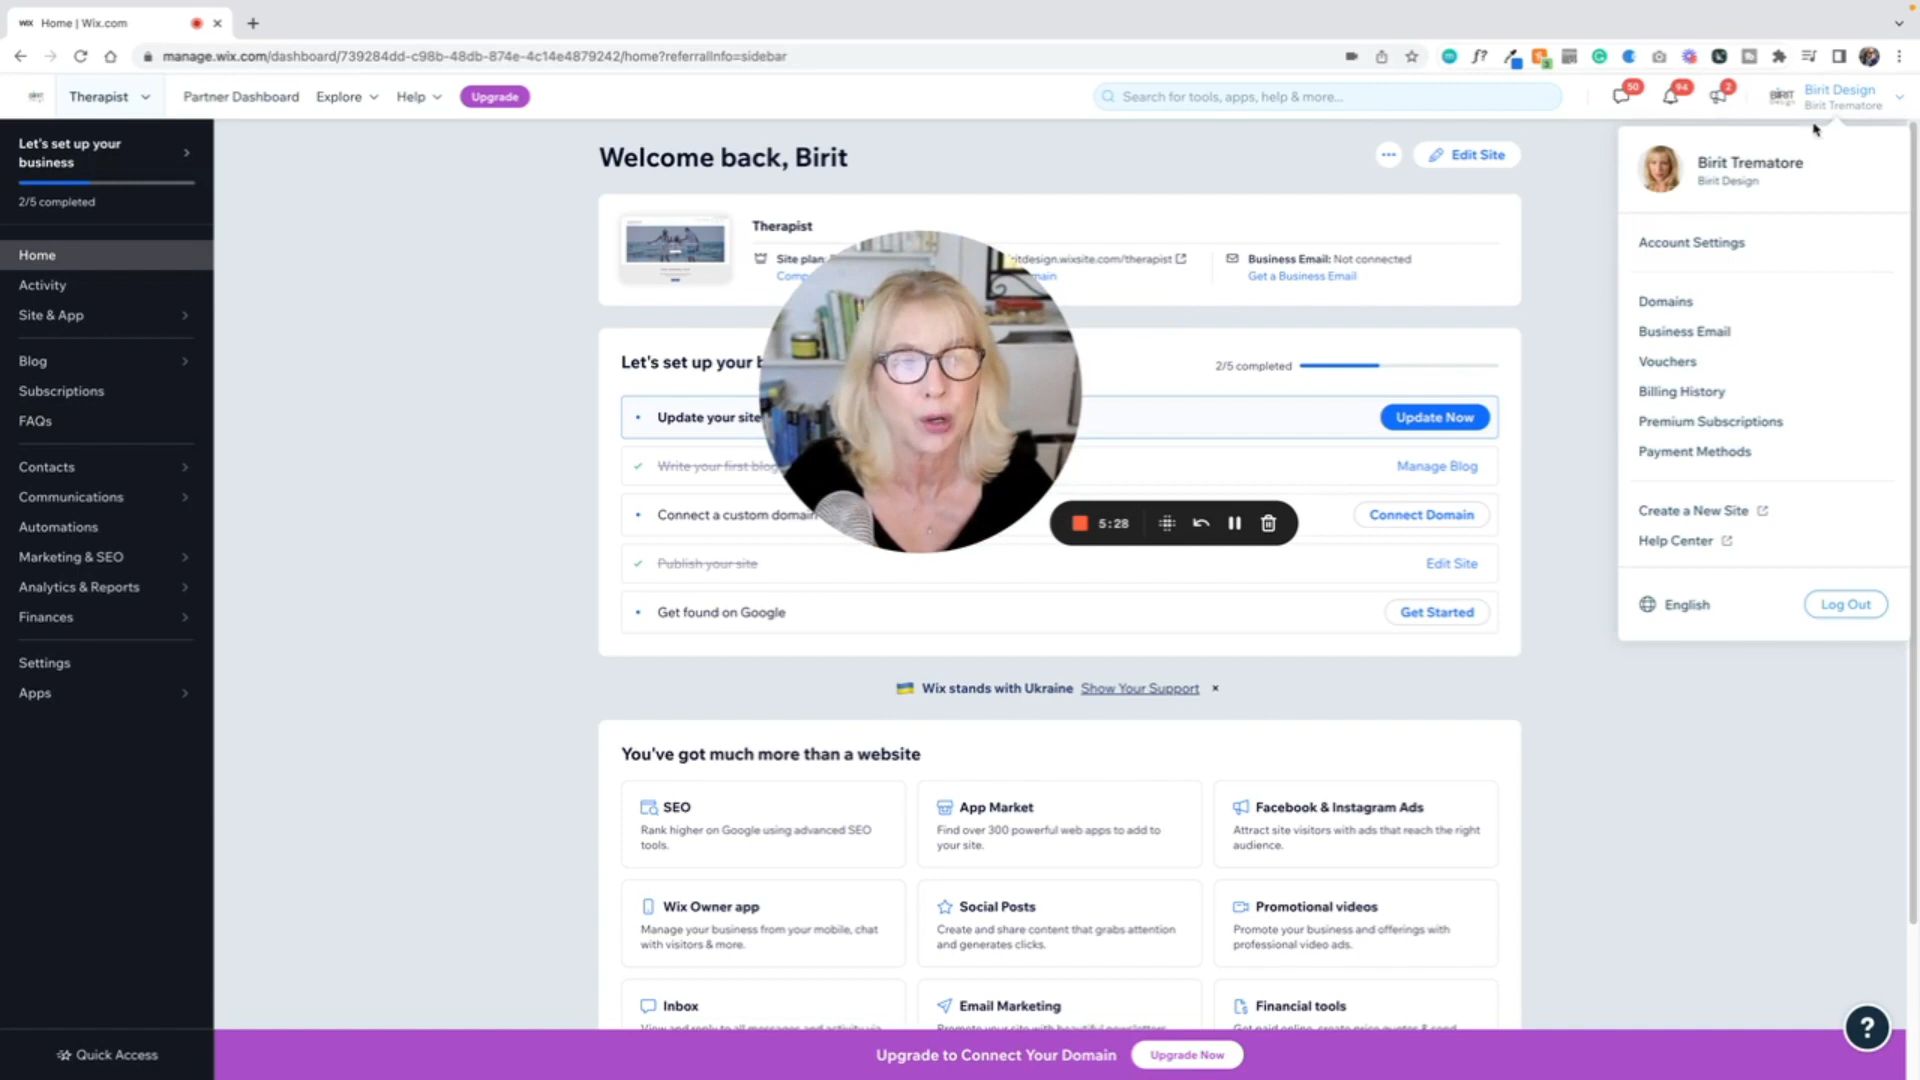 WIX Home | Wix.com
manage.wix.com/dashboard/739284dd-c98b-48db-874e-4c14e4879242/home?referralInfo=sidebar
Therapist
Partner Dashboard
Explore
Help
Upgrade
Search for tools, apps, help & more...
50
94
2
BIRIT
Design
Birit Design
Birit Trematore
Let's set up your
business
2/5 completed
Home
Activity
Site & App
Blog
Subscriptions
FAQs
Contacts
Communications
Automations
Marketing & SEO
Analytics & Reports
Finances
Settings
Apps
Quick Access
Welcome back, Birit
Edit Site
Therapist
Site plan:
itdesign.wixsite.com/therapist
Business Email: Not connected
Get a Business Email
Let's set up your
2/5 completed
Update your site
Update Now
Write your first blog
Manage Blog
Connect a custom domain
Connect Domain
5:28
Publish your site
Edit Site
Get found on Google
Get Started
Wix stands with Ukraine Show Your Support
You've got much more than a website
SEO
Rank higher on Google using advanced SEO
tools.
App Market
Find over 300 powerful web apps to add to
your site.
Facebook & Instagram Ads
Attract site visitors with ads that reach the right
audience.
Wix Owner app
Manage your business from your mobile, chat
with visitors & more.
Social Posts
Create and share content that grabs attention
and generates clicks.
Promotional videos
Promote your business and offerings with
professional video ads.
Inbox
Email Marketing
Financial tools
Upgrade to Connect Your Domain
Upgrade Now
Birit Trematore
Birit Design
Account Settings
Domains
Business Email
Vouchers
Billing History
Premium Subscriptions
Payment Methods
Create a New Site
Help Center
English
Log Out
?